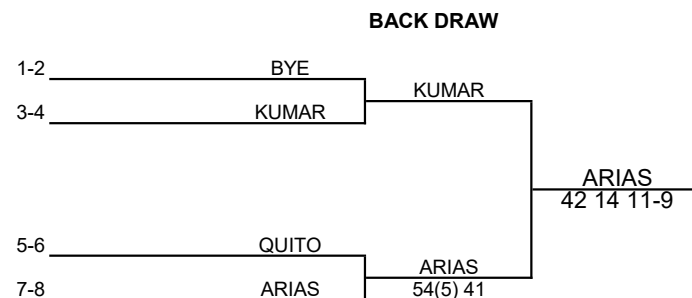 BACK DRAW
1-2 BYE
KUMAR
3-4 KUMAR
ARIAS
42 14 11-9
5-6 QUITO
ARIAS
7-8 ARIAS 54(5) 41